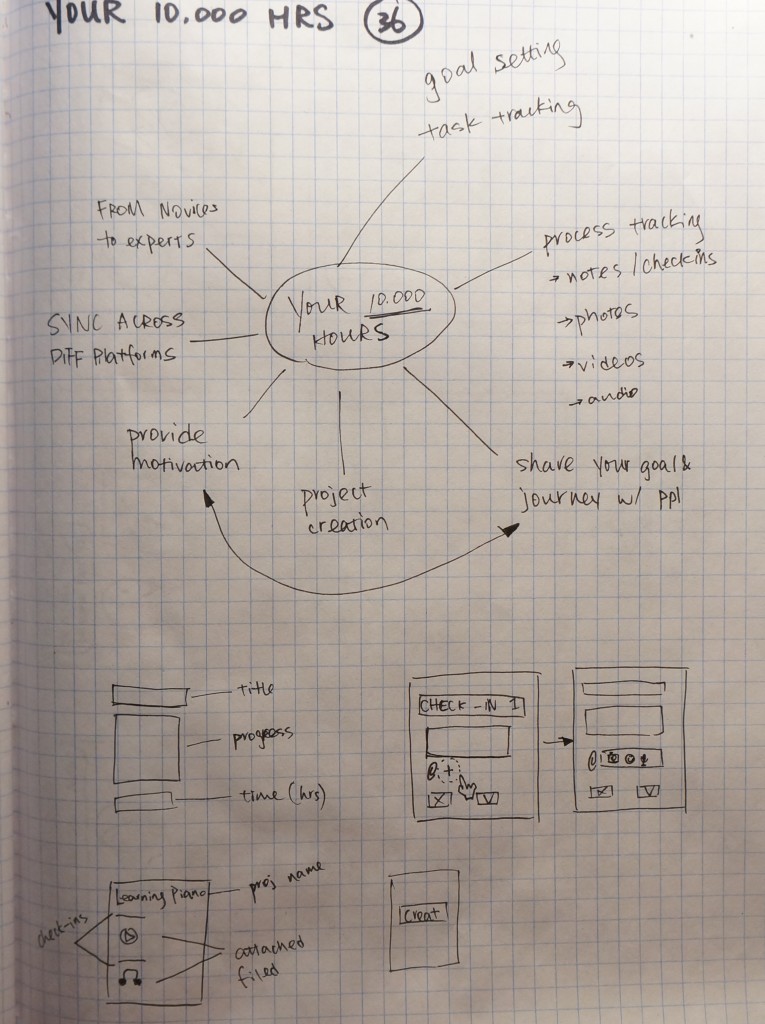 YOUR 10.000 HRS 36
goal setting
task tracking
FROM NOVICES
to experts
process tracking
→ notes/checkins
→ photos
→ videos
→ audio
YOUR 10.000
HOURS
SYNC ACROSS
DIFF Platforms
provide
motivation
project
creation
share your goal &
journey w/ ppl
title
progress
time (hrs)
CHECK-IN 1
+
Learning Piano
proj name
check-ins
attached
filed
Creat